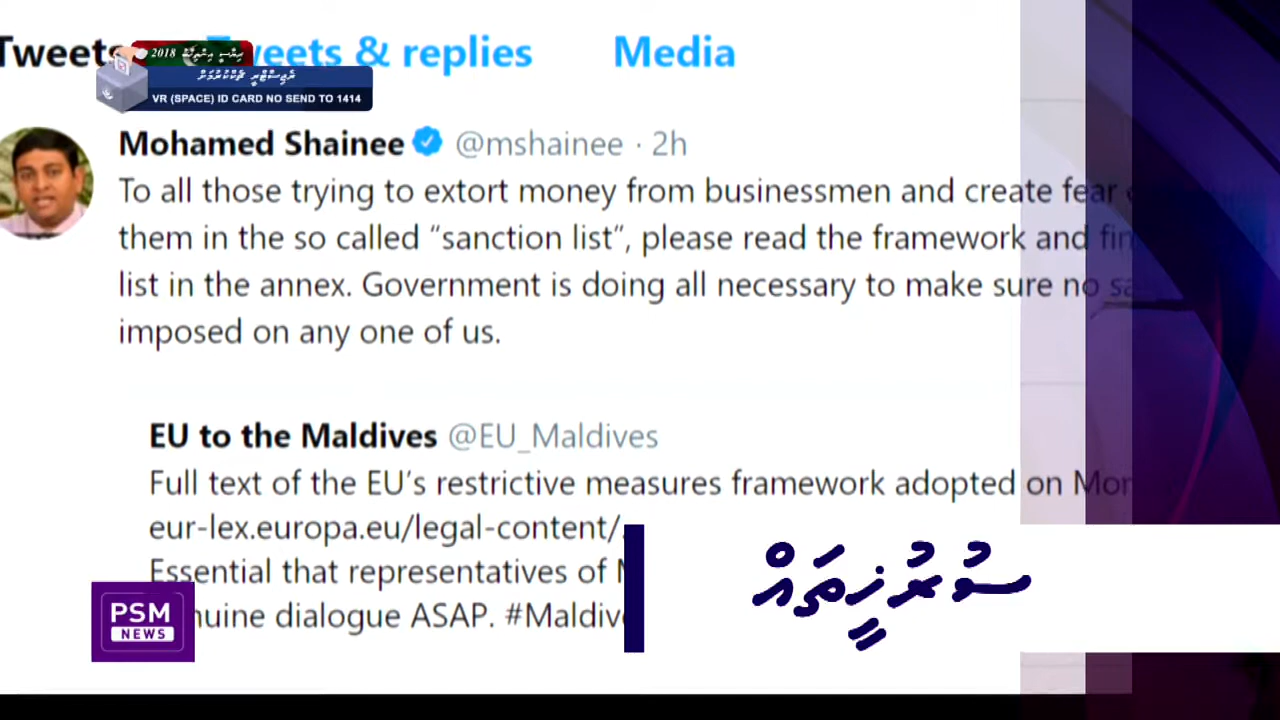 Tweets
Tweets & replies
Media
2018 ރިޔާސީ އިންތިޚާބު
ރެޖިސްޓްރީ ޗެކްކުރުމަށް
VR (SPACE) ID CARD NO SEND TO 1414
Mohamed Shainee @mshainee · 2h
To all those trying to extort money from businessmen and create fear
them in the so called “sanction list”, please read the framework and
list in the annex. Government is doing all necessary to make sure no
imposed on any one of us.
EU to the Maldives @EU_Maldives
Full text of the EU’s restrictive measures framework adopted on
eur-lex.europa.eu/legal-content/
Essential that representatives of
dialogue ASAP.
ސުރުޚީތައް
PSM
NEWS